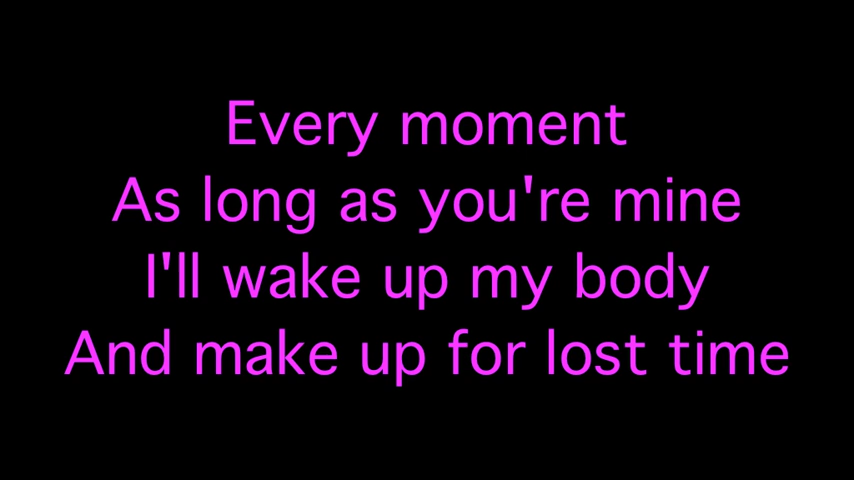 Every moment
As long as you're mine
I'll wake up my body
And make up for lost time